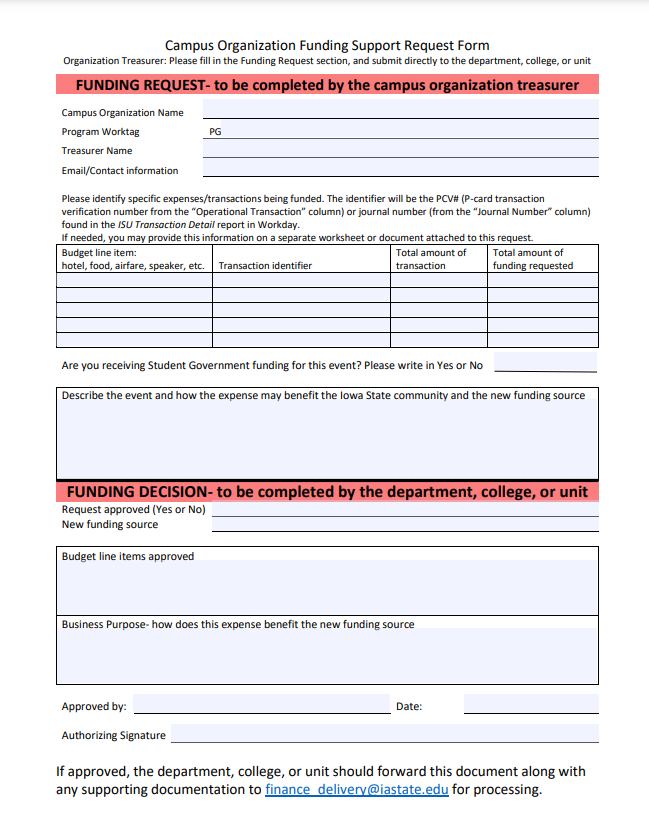 Campus Organization Funding Support Request Form
Organization Treasurer: Please fill in the Funding Request section, and submit directly to the department, college, or unit
FUNDING REQUEST- to be completed by the campus organization treasurer
Campus Organization Name
Program Worktag PG
Treasurer Name
Email/Contact information
Please identify specific expenses/transactions being funded. The identifier will be the PCV# (P-card transaction
verification number from the “Operational Transaction” column) or journal number (from the “Journal Number” column)
found in the ISU Transaction Detail report in Workday.
If needed, you may provide this information on a separate worksheet or document attached to this request.
Budget line item:
hotel, food, airfare, speaker, etc.
Transaction identifier
Total amount of
transaction
Total amount of
funding requested
Are you receiving Student Government funding for this event? Please write in Yes or No
Describe the event and how the expense may benefit the Iowa State community and the new funding source
FUNDING DECISION- to be completed by the department, college, or unit
Request approved (Yes or No)
New funding source
Budget line items approved
Business Purpose- how does this expense benefit the new funding source
Approved by: Date:
Authorizing Signature
If approved, the department, college, or unit should forward this document along with
any supporting documentation to finance_delivery@iastate.edu for processing.